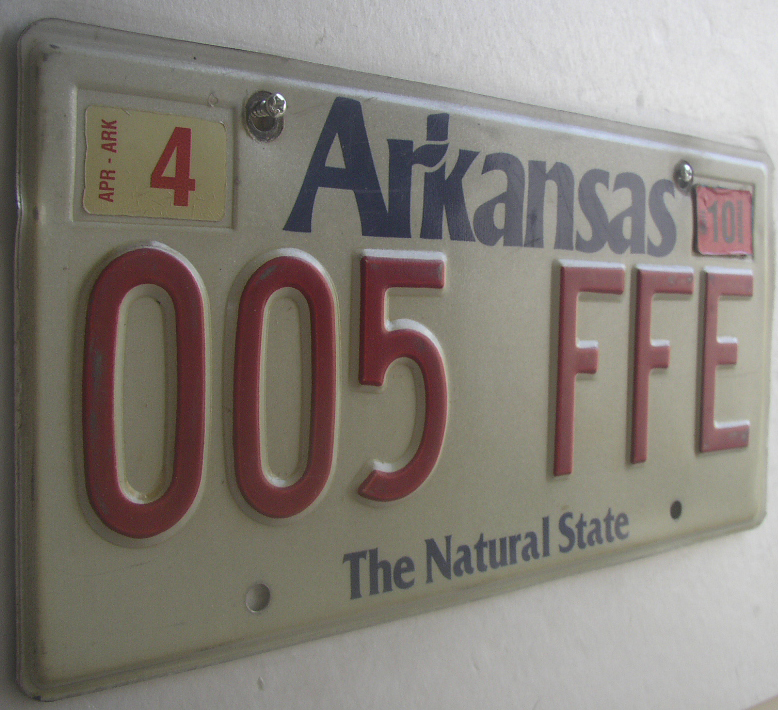 APR - ARK 4
Arkansas
10
005 FFE
The Natural State